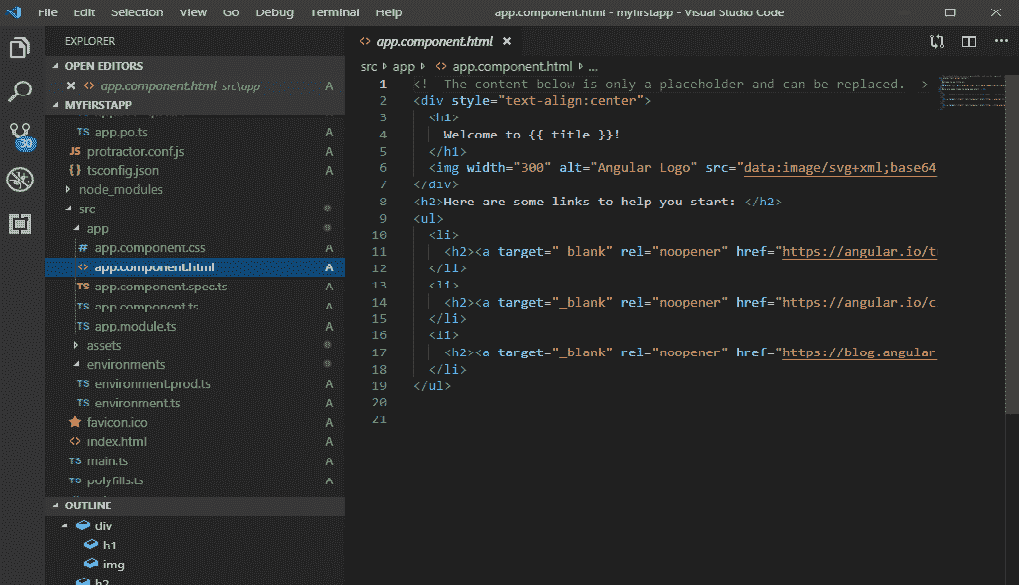 File Edit Selection View Go Debug Terminal Help app.component.html - myfirstapp - Visual Studio Code
EXPLORER
OPEN EDITORS
app.component.html src\app A
MYFIRSTAPP
TS app.po.ts A
JS protractor.conf.js A
{} tsconfig.json A
node_modules
src
app
# app.component.css A
<> app.component.html A
TS app.component.spec.ts A
TS app.component.ts A
TS app.module.ts A
assets
environments
TS environment.prod.ts A
TS environment.ts A
favicon.ico A
<> index.html A
TS main.ts A
TS polyfills.ts A
OUTLINE
div
h1
img
h2
30
<> app.component.html ×
src app <> app.component.html ...
1 <! The content below is only a placeholder and can be replaced. >
2 <div style="text-align:center">
3 <h1>
4 Welcome to {{ title }}!
5 </h1>
6 <img width="300" alt="Angular Logo" src="data:image/svg+xml;base64
7 </div>
8 <h2>Here are some links to help you start: </h2>
9 <ul>
10 <li>
11 <h2><a target=" blank" rel="noopener" href="https://angular.io/t
12 </li>
13 <li>
14 <h2><a target="_blank" rel="noopener" href="https://angular.io/c
15 </li>
16 <li>
17 <h2><a target="_blank" rel="noopener" href="https://blog.angular
18 </li>
19 </ul>
20
21